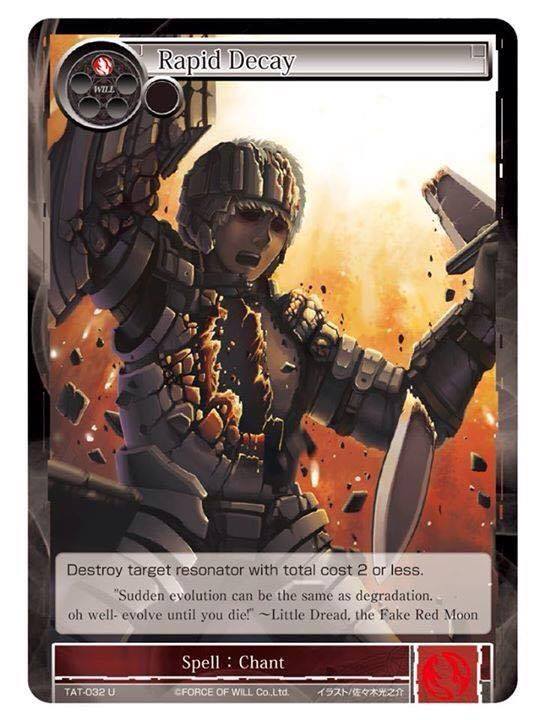 Rapid Decay
WILL
Destroy target resonator with total cost 2 or less.
"Sudden evolution can be the same as degradation.
oh well- evolve until you die!" ~Little Dread, the Fake Red Moon
Spell : Chant
TAT-032 U ©FORCE OF WILL Co.,Ltd. イラスト/佐々木光之介